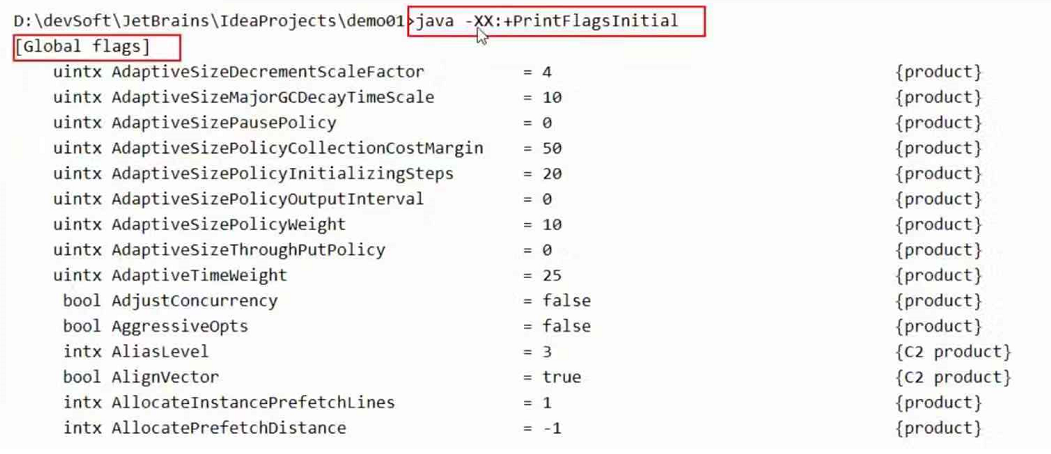 D:\devSoft\JetBrains\IdeaProjects\demo01>java -XX:+PrintFlagsInitial
[Global flags]
uintx AdaptiveSizeDecrementScaleFactor = 4 {product}
uintx AdaptiveSizeMajorGCDecayTimeScale = 10 {product}
uintx AdaptiveSizePausePolicy = 0 {product}
uintx AdaptiveSizePolicyCollectionCostMargin = 50 {product}
uintx AdaptiveSizePolicyInitializingSteps = 20 {product}
uintx AdaptiveSizePolicyOutputInterval = 0 {product}
uintx AdaptiveSizePolicyWeight = 10 {product}
uintx AdaptiveSizeThroughPutPolicy = 0 {product}
uintx AdaptiveTimeWeight = 25 {product}
bool AdjustConcurrency = false {product}
bool AggressiveOpts = false {product}
intx AliasLevel = 3 {C2 product}
bool AlignVector = true {C2 product}
intx AllocateInstancePrefetchLines = 1 {product}
intx AllocatePrefetchDistance = -1 {product}